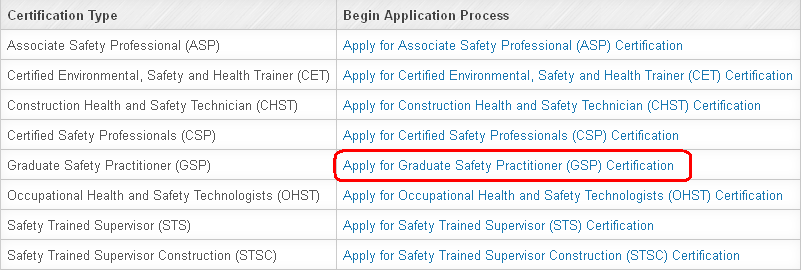 Certification Type Begin Application Process
Associate Safety Professional (ASP) Apply for Associate Safety Professional (ASP) Certification
Certified Environmental, Safety and Health Trainer (CET) Apply for Certified Environmental, Safety and Health Trainer (CET) Certification
Construction Health and Safety Technician (CHST) Apply for Construction Health and Safety Technician (CHST) Certification
Certified Safety Professionals (CSP) Apply for Certified Safety Professionals (CSP) Certification
Graduate Safety Practitioner (GSP) Apply for Graduate Safety Practitioner (GSP) Certification
Occupational Health and Safety Technologists (OHST) Apply for Occupational Health and Safety Technologists (OHST) Certification
Safety Trained Supervisor (STS) Apply for Safety Trained Supervisor (STS) Certification
Safety Trained Supervisor Construction (STSC) Apply for Safety Trained Supervisor Construction (STSC) Certification